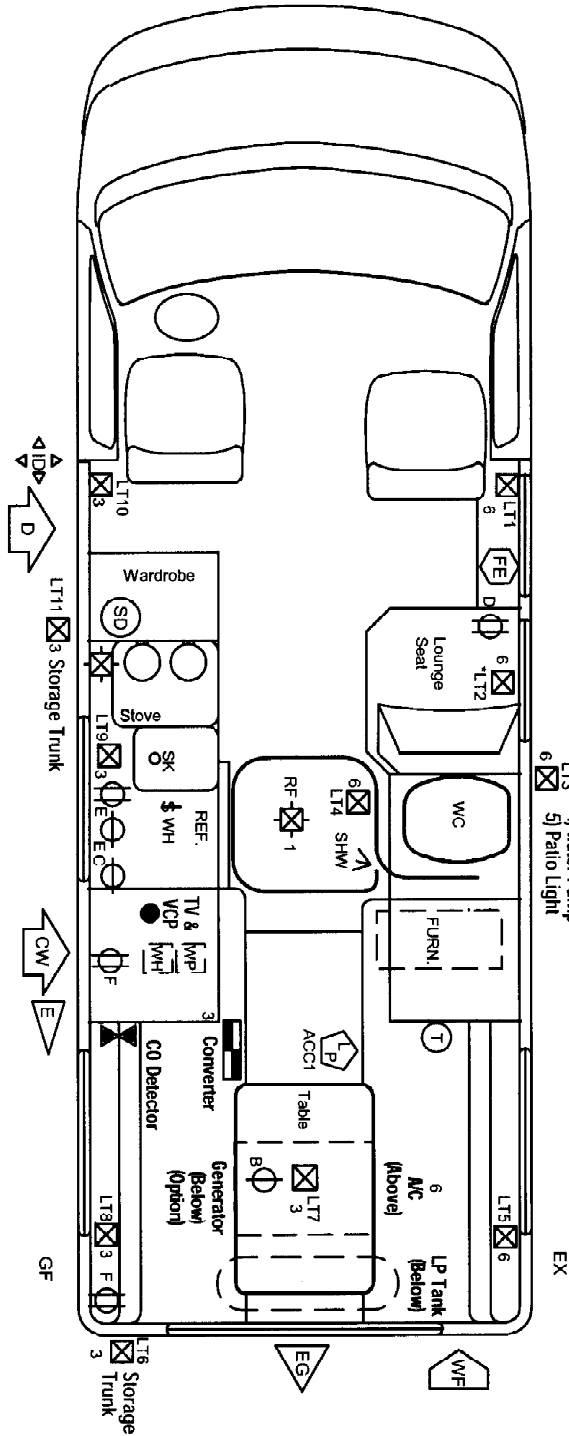 ID
D
LT10
3
LT1
6
FE
D
Wardrobe
SD
LT11
3 Storage Trunk
Lounge
Seat
6
*LT2
Stove
LT9
3
SK
6
5) Patio Light
6
LT4
RF
1
SHW
WC
E
E C
$ WH
REF.
TV &
VCP
WH
WP
F
CW
E
FURN.
T
3
Converter
CO Detector
L
P
ACC1
Table
B
LT7
3
Generator
(Below)
(Option)
6
A/C
(Above)
LP Tank
(Below)
LT5
6
LT8
3
F
GF
EX
LT6
3
Storage
Trunk
EG
WF